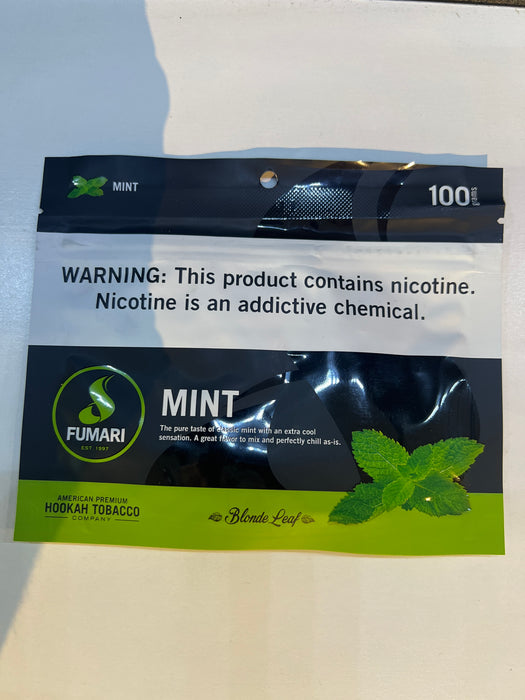 MINT
100 grams
WARNING: This product contains nicotine.
Nicotine is an addictive chemical.
FUMARI
EST 1997
MINT
The pure taste of classic mint with an extra cool
sensation. A great flavor to mix and perfectly chill as-is.
AMERICAN PREMIUM
HOOKAH TOBACCO
COMPANY
Blonde Leaf